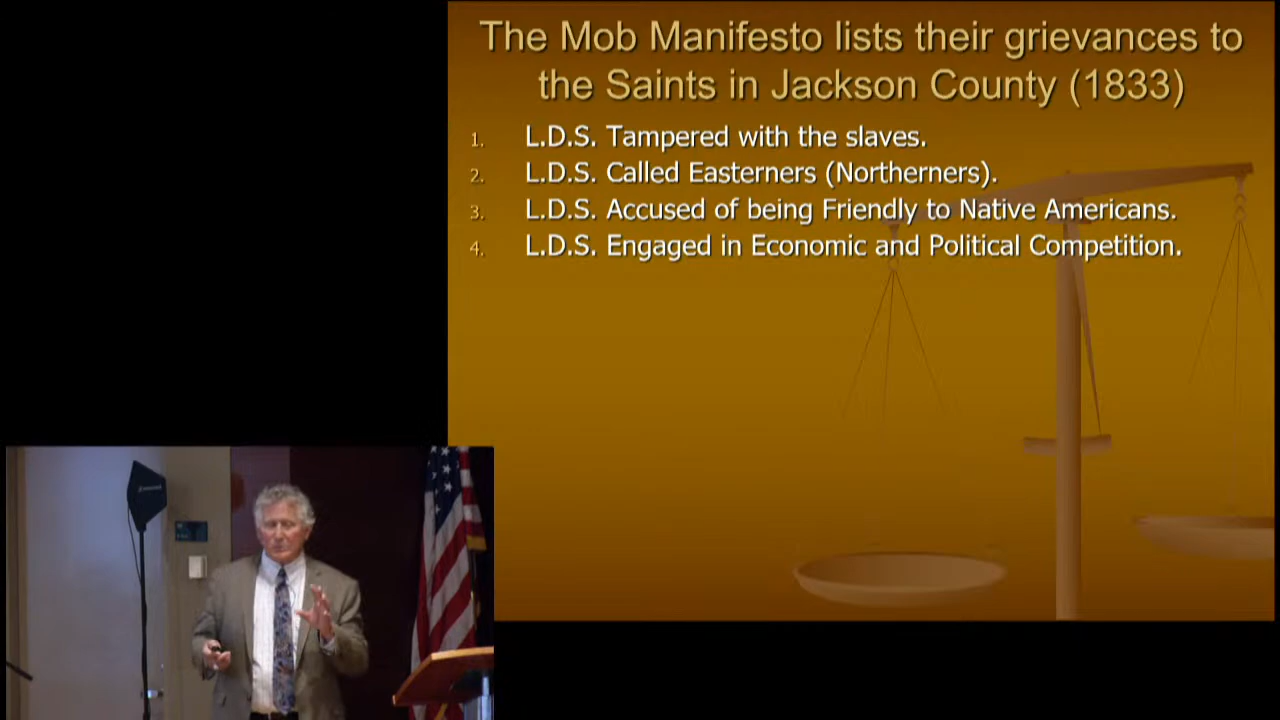 The Mob Manifesto lists their grievances to
the Saints in Jackson County (1833)
1. L.D.S. Tampered with the slaves.
2. L.D.S. Called Easterners (Northerners).
3. L.D.S. Accused of being Friendly to Native Americans.
4. L.D.S. Engaged in Economic and Political Competition.